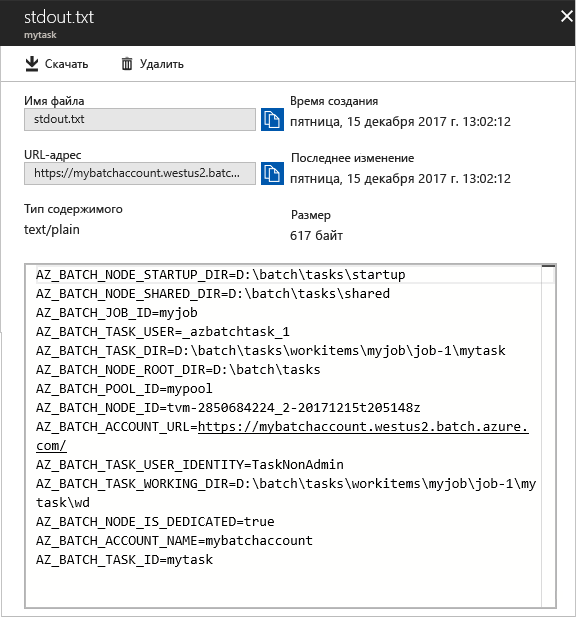 stdout.txt
mytask
Скачать
Удалить
Имя файла
stdout.txt
Время создания
пятница, 15 декабря 2017 г. 13:02:12
URL-адрес
https://mybatchaccount.westus2.batc...
Последнее изменение
пятница, 15 декабря 2017 г. 13:02:12
Тип содержимого
text/plain
Размер
617 байт
AZ_BATCH_NODE_STARTUP_DIR=D:\batch\tasks\startup
AZ_BATCH_NODE_SHARED_DIR=D:\batch\tasks\shared
AZ_BATCH_JOB_ID=myjob
AZ_BATCH_TASK_USER=_azbatchtask_1
AZ_BATCH_TASK_DIR=D:\batch\tasks\workitems\myjob\job-1\mytask
AZ_BATCH_NODE_ROOT_DIR=D:\batch\tasks
AZ_BATCH_POOL_ID=mypool
AZ_BATCH_NODE_ID=tvm-2850684224_2-20171215t205148z
AZ_BATCH_ACCOUNT_URL=https://mybatchaccount.westus2.batch.azure.
com/
AZ_BATCH_TASK_USER_IDENTITY=TaskNonAdmin
AZ_BATCH_TASK_WORKING_DIR=D:\batch\tasks\workitems\myjob\job-1\my
task\wd
AZ_BATCH_NODE_IS_DEDICATED=true
AZ_BATCH_ACCOUNT_NAME=mybatchaccount
AZ_BATCH_TASK_ID=mytask